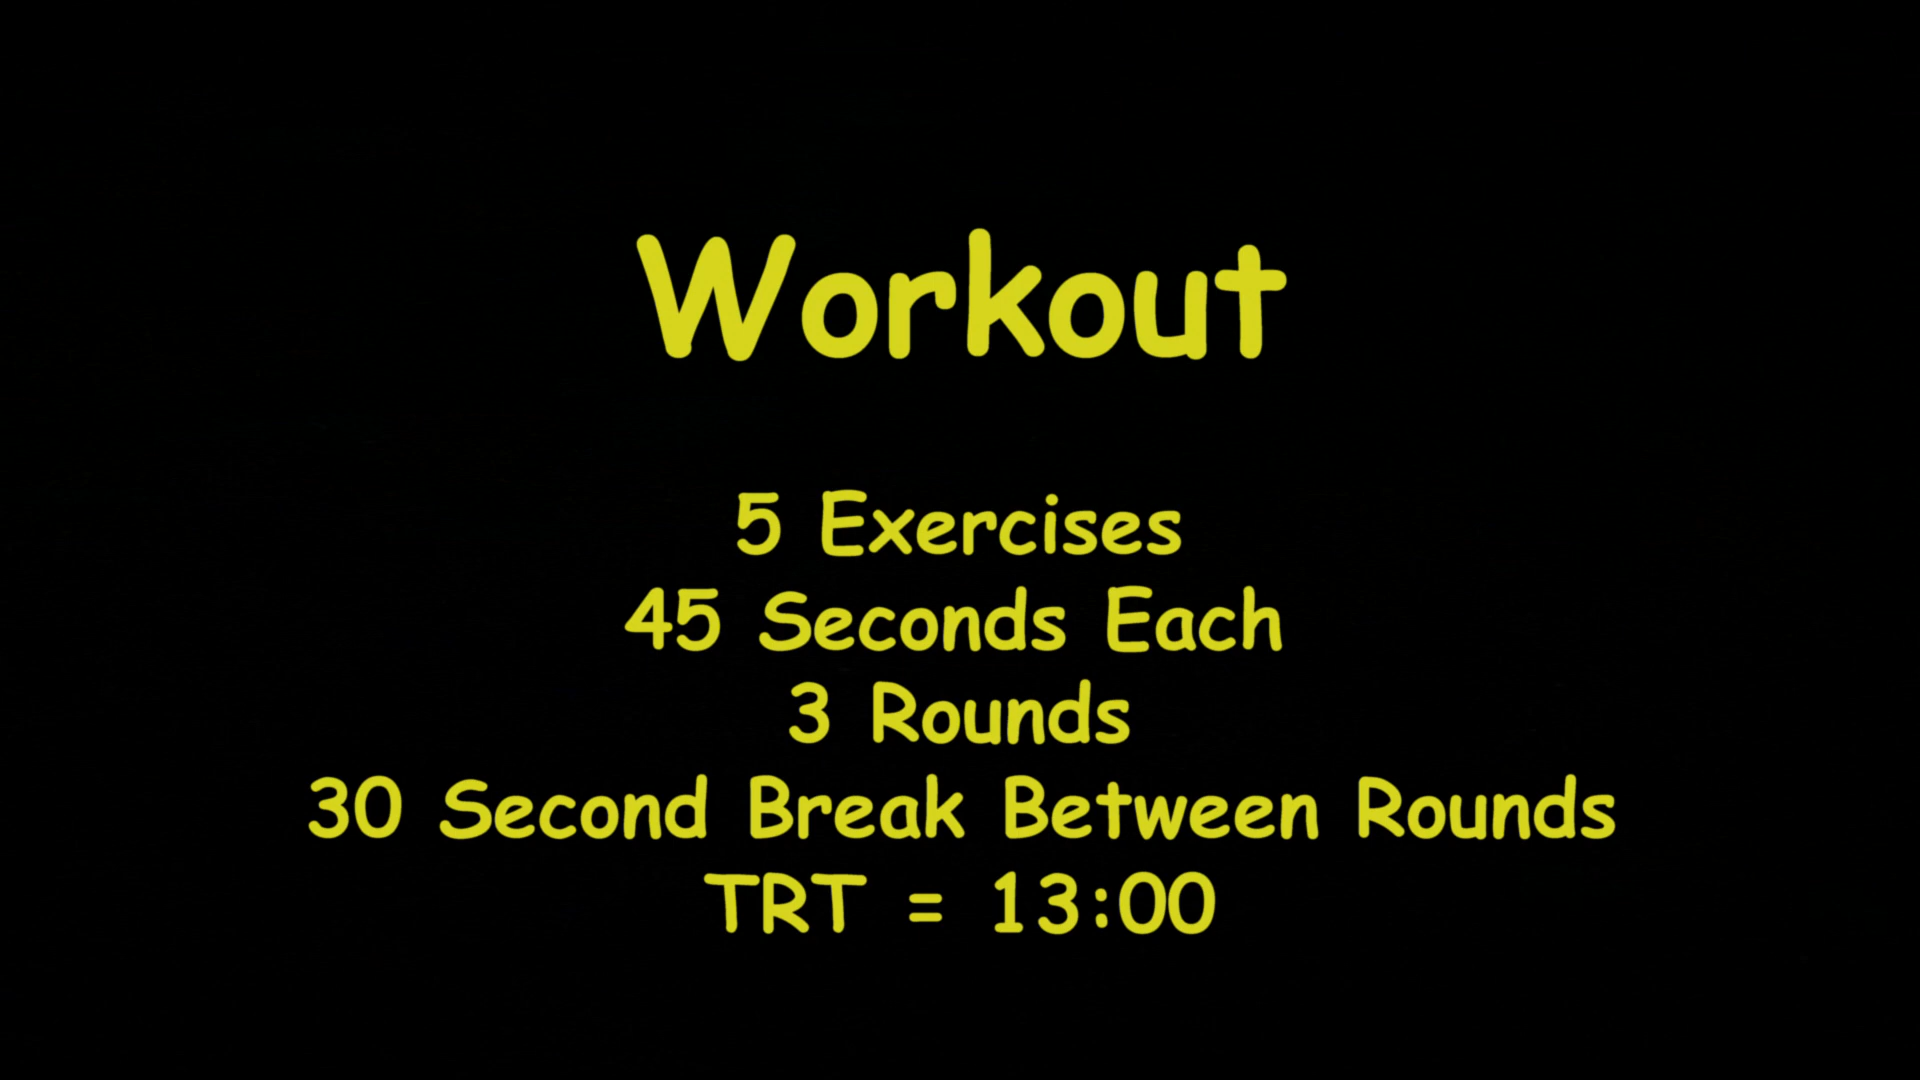 Workout
5 Exercises
45 Seconds Each
3 Rounds
30 Second Break Between Rounds
TRT = 13:00